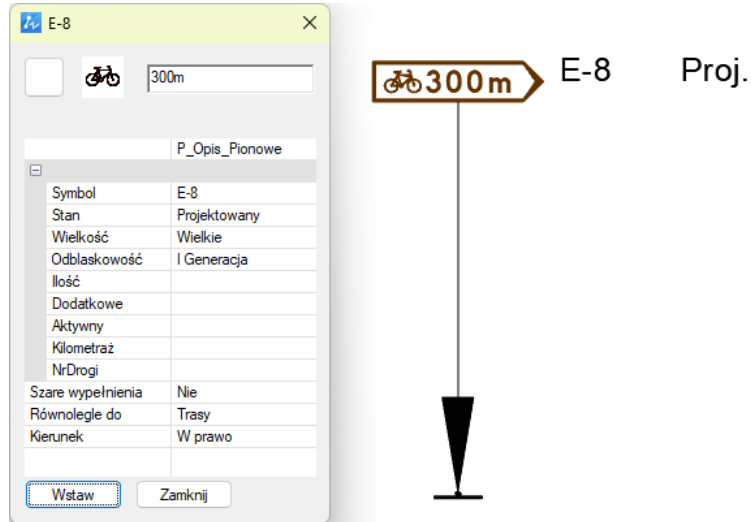 E-8
300m
P_Opis_Pionowe
Symbol E-8
Stan Projektowany
Wielkość Wielkie
Odblaskowość I Generacja
Ilość
Dodatkowe
Aktywny
Kilometraż
NrDrogi
Szare wypełnienia Nie
Równolegle do Trasy
Kierunek W prawo
Wstaw Zamknij
300m E-8 Proj.